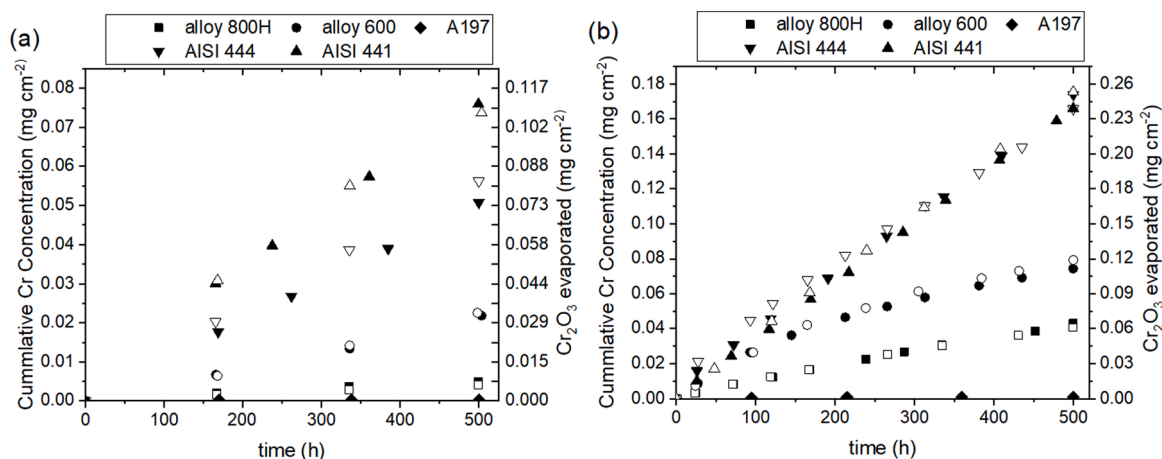 (a)
alloy 800H alloy 600 A197
AISI 444 AISI 441
Cummlative Cr Concentration (mg cm-2)
0.08
0.07
0.06
0.05
0.04
0.03
0.02
0.01
0.00
0 100 200 300 400 500
time (h)
0.117
0.102
0.088
0.073
0.058
0.044
0.029
0.015
0.000
Cr2O3 evaporated (mg cm-2)
(b)
alloy 800H alloy 600 A197
AISI 444 AISI 441
Cummlative Cr Concentration (mg cm-2)
0.18
0.16
0.14
0.12
0.10
0.08
0.06
0.04
0.02
0.00
0 100 200 300 400 500
time (h)
0.26
0.23
0.20
0.18
0.15
0.12
0.09
0.06
0.03
0.00
Cr2O3 evaporated (mg cm-2)